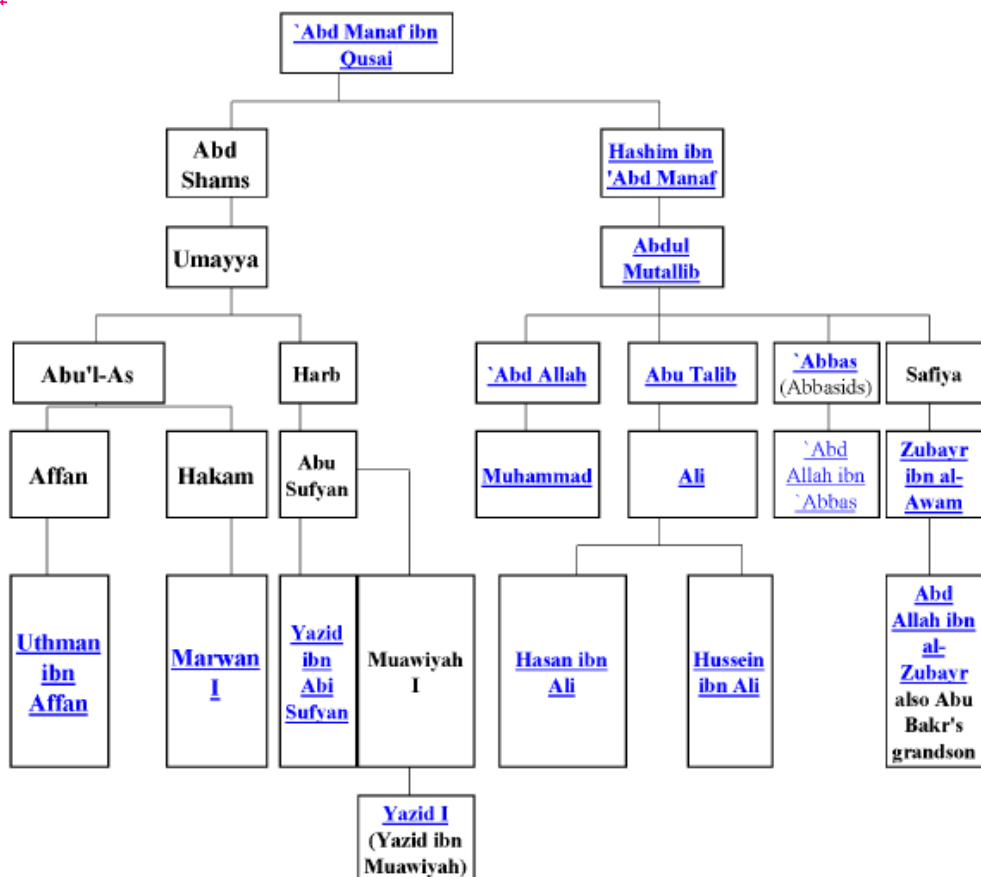 `Abd Manaf ibn
Qusai
Abd
Shams
Hashim ibn
'Abd Manaf
Umayya
Abdul
Mutallib
Abu'l-As
Harb
`Abd Allah
Abu Talib
`Abbas
(Abbasids)
Safiya
Affan
Hakam
Abu
Sufyan
Muhammad
Ali
`Abd
Allah ibn
`Abbas
Zubayr
ibn al-
Awam
Uthman
ibn
Affan
Marwan
I
Yazid
ibn
Abi
Sufyan
Muawiyah
I
Hasan ibn
Ali
Hussein
ibn Ali
Abd
Allah ibn
al-
Zubayr
also Abu
Bakr's
grandson
Yazid I
(Yazid ibn
Muawiyah)